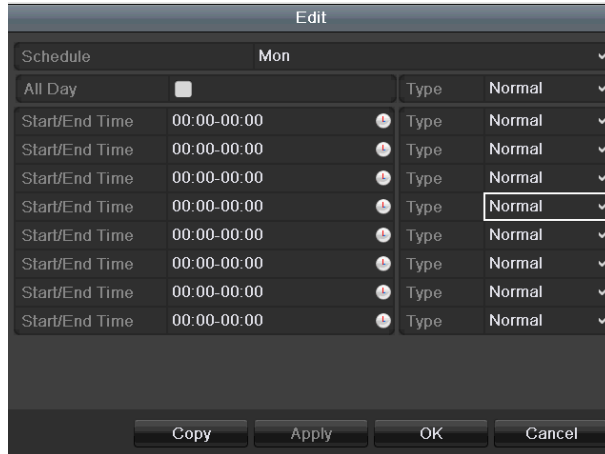 Edit
Schedule Mon
All Day Type Normal
Start/End Time 00:00-00:00 Type Normal
Start/End Time 00:00-00:00 Type Normal
Start/End Time 00:00-00:00 Type Normal
Start/End Time 00:00-00:00 Type Normal
Start/End Time 00:00-00:00 Type Normal
Start/End Time 00:00-00:00 Type Normal
Start/End Time 00:00-00:00 Type Normal
Start/End Time 00:00-00:00 Type Normal
Copy Apply OK Cancel